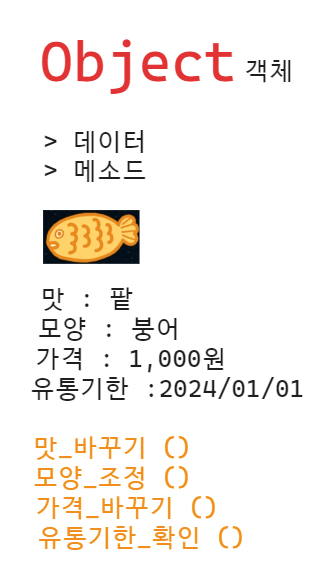 Object 객체
> 데이터
> 메소드
맛 : 팥
모양 : 붕어
가격 : 1,000원
유통기한 :2024/01/01
맛_바꾸기 ()
모양_조정 ()
가격_바꾸기 ()
유통기한_확인 ()